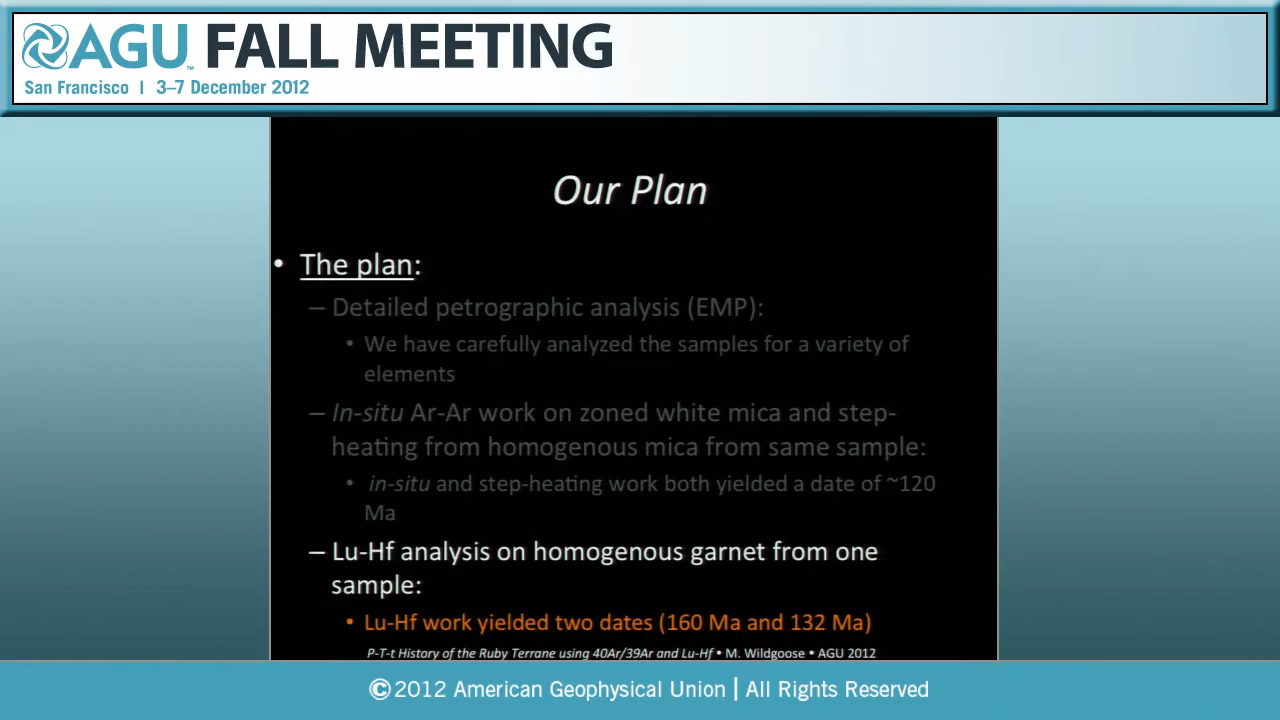 AGU™ FALL MEETING
San Francisco | 3–7 December 2012
Our Plan
• The plan:
– Detailed petrographic analysis (EMP):
• We have carefully analyzed the samples for a variety of
elements
– In-situ Ar-Ar work on zoned white mica and step-
heating from homogenous mica from same sample:
• in-situ and step-heating work both yielded a date of ~120
Ma
– Lu-Hf analysis on homogenous garnet from one
sample:
• Lu-Hf work yielded two dates (160 Ma and 132 Ma)
P-T-t History of the Ruby Terrane using 40Ar/39Ar and Lu-Hf • M. Wildgoose • AGU 2012
©2012 American Geophysical Union | All Rights Reserved